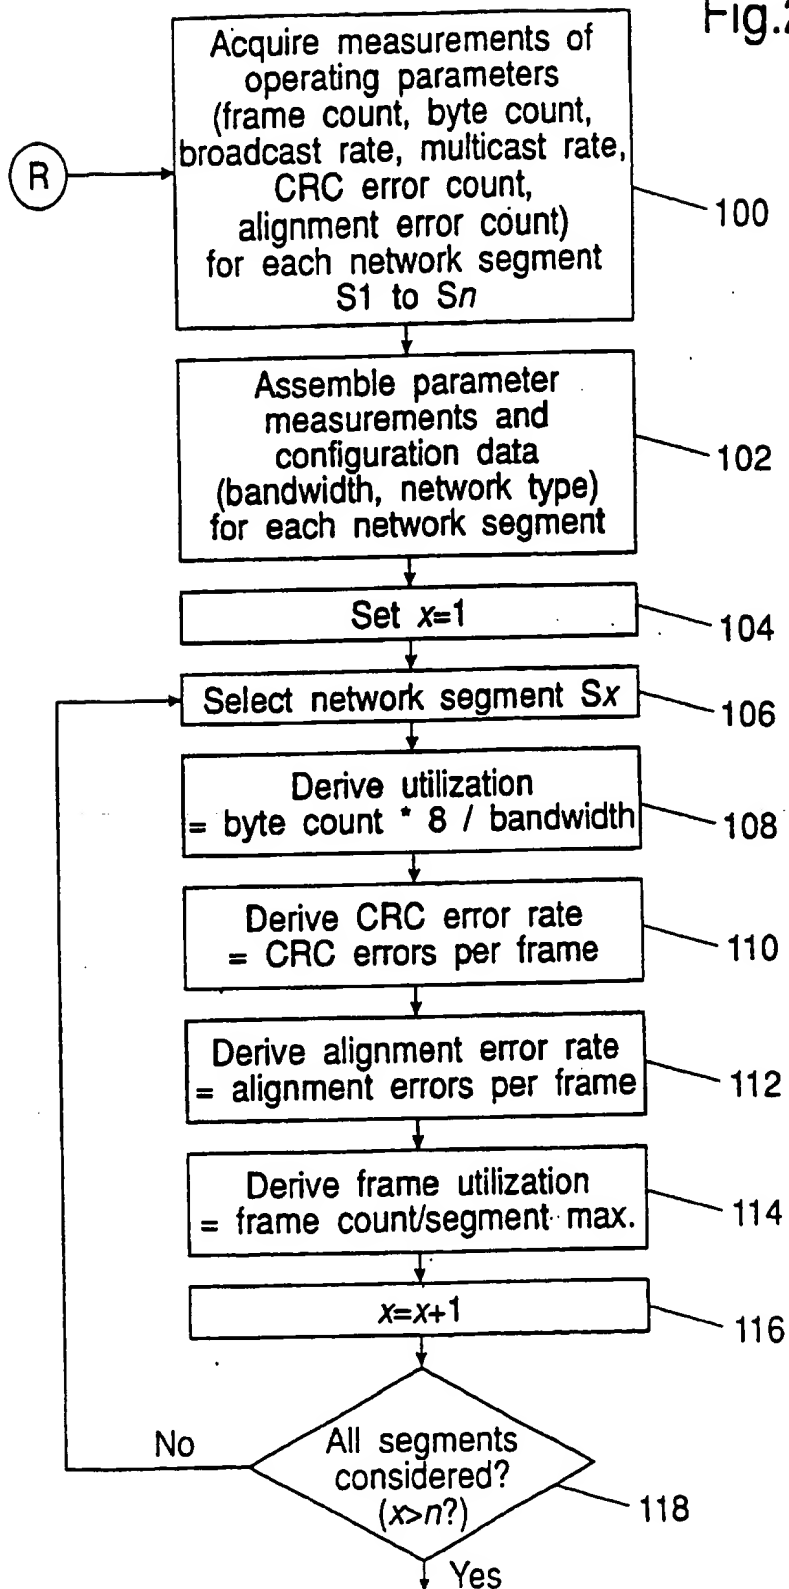 Fig.2
Acquire measurements of
operating parameters
(frame count, byte count,
broadcast rate, multicast rate,
CRC error count,
alignment error count)
for each network segment
S1 to Sn
R
100
Assemble parameter
measurements and
configuration data
(bandwidth, network type)
for each network segment
102
Set x=1
104
Select network segment Sx
106
Derive utilization
= byte count * 8 / bandwidth
108
Derive CRC error rate
= CRC errors per frame
110
Derive alignment error rate
= alignment errors per frame
112
Derive frame utilization
= frame count/segment max.
114
x=x+1
116
No
All segments
considered?
(x>n?)
118
Yes